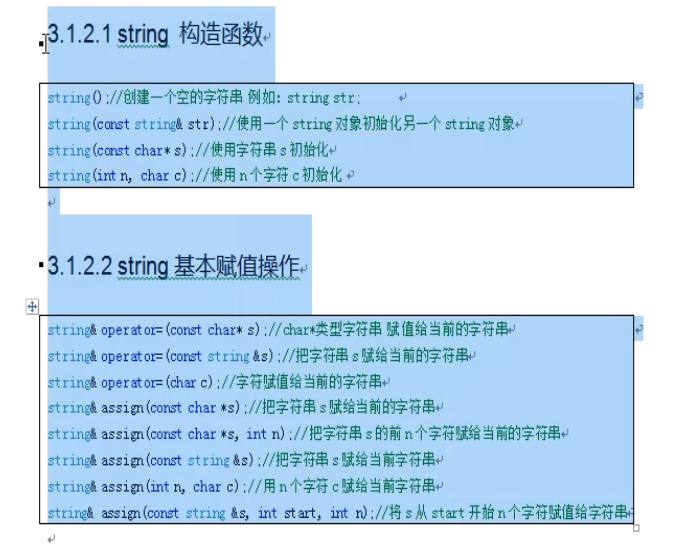 3.1.2.1 string 构造函数
string();//创建一个空的字符串 例如: string str;
string(const string& str);//使用一个 string 对象初始化另一个 string 对象
string(const char* s);//使用字符串 s 初始化
string(int n, char c);//使用 n 个字符 c 初始化
3.1.2.2 string 基本赋值操作
string& operator=(const char* s);//char*类型字符串 赋值给当前的字符串
string& operator=(const string &s);//把字符串 s 赋给当前的字符串
string& operator=(char c);//字符赋值给当前的字符串
string& assign(const char *s);//把字符串 s 赋给当前的字符串
string& assign(const char *s, int n);//把字符串 s 的前 n 个字符赋给当前的字符串
string& assign(const string &s);//把字符串 s 赋给当前字符串
string& assign(int n, char c);//用 n 个字符 c 赋给当前字符串
string& assign(const string &s, int start, int n);//将 s 从 start 开始 n 个字符赋值给字符串